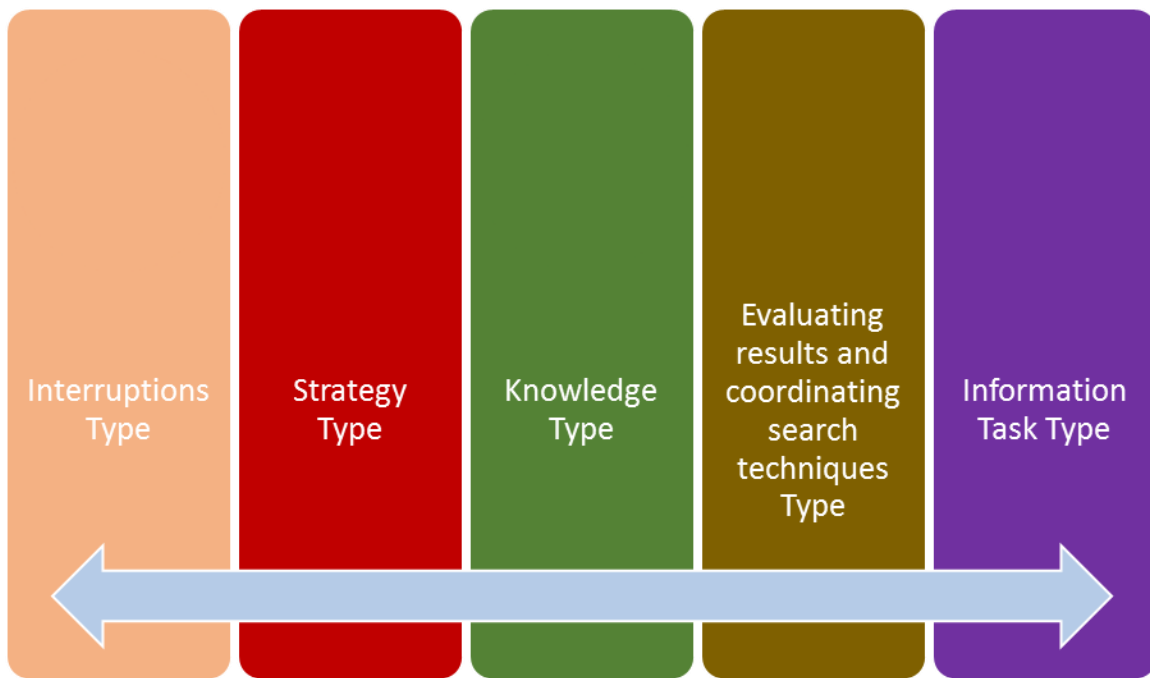 Interruptions
Type
Strategy
Type
Knowledge
Type
Evaluating
results and
coordinating
search
techniques
Type
Information
Task Type